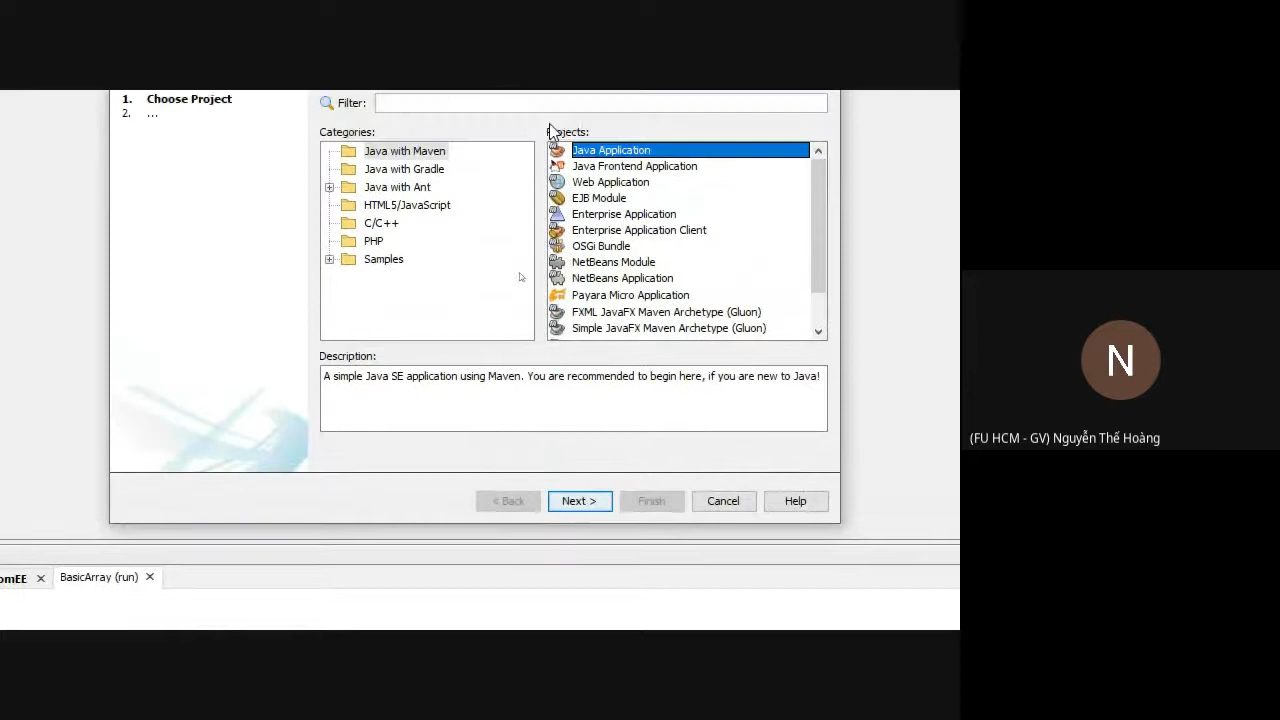 1. Choose Project
2. ...
Filter:
Categories:
Java with Maven
Java with Gradle
Java with Ant
HTML5/JavaScript
C/C++
PHP
Samples
Java Application
Java Frontend Application
Web Application
EJB Module
Enterprise Application
Enterprise Application Client
OSGi Bundle
NetBeans Module
NetBeans Application
Payara Micro Application
FXML JavaFX Maven Archetype (Gluon)
Simple JavaFX Maven Archetype (Gluon)
Description:
A simple Java SE application using Maven. You are recommended to begin here, if you are new to Java!
< Back
Next >
Finish
Cancel
Help
omEE
BasicArray (run)
N
(FU HCM - GV) Nguyễn Thế Hoàng